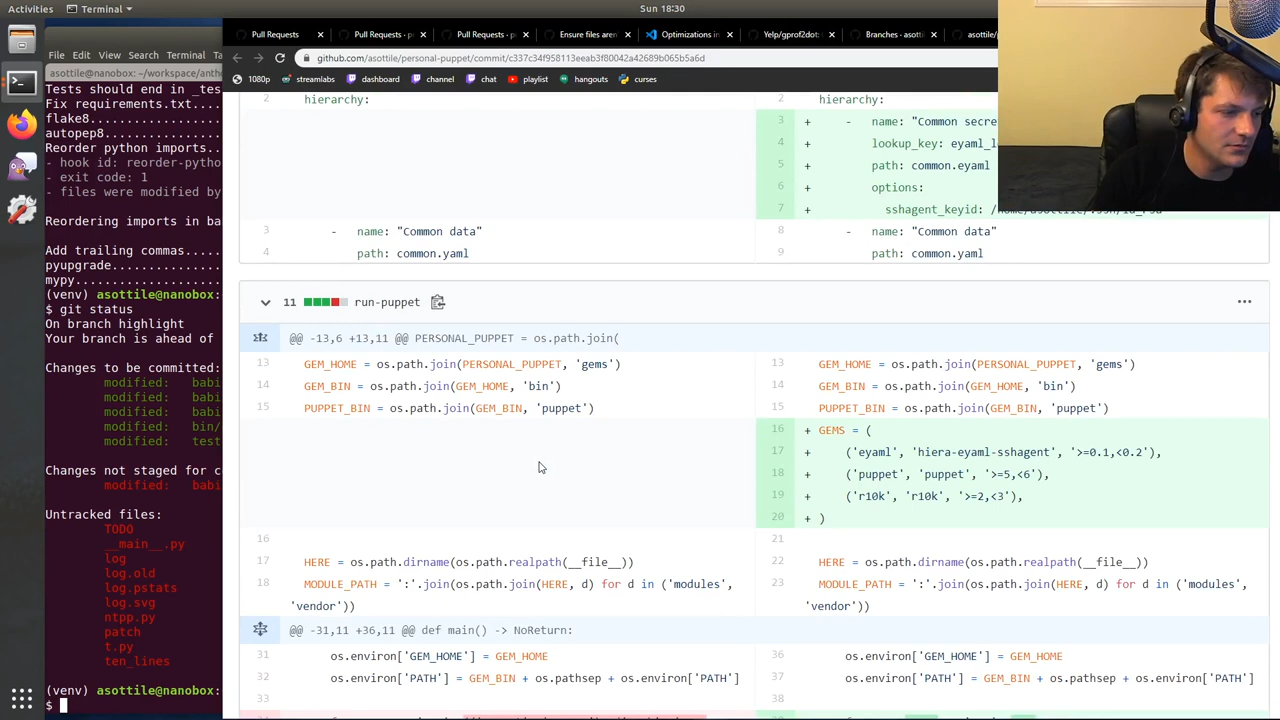 Activities
Terminal
Sun 18:30
File Edit View Search Terminal
asottile@nanobox: ~/workspace/anth
Tests should end in _tes
Fix requirements.txt....
flake8..................
autopep8................
Reorder python imports..
- hook id: reorder-pytho
- exit code: 1
- files were modified by
Reordering imports in ba
Add trailing commas.....
pyupgrade...............
mypy....................
(venv) asottile@nanobox:
$ git status
On branch highlight
Your branch is ahead of
Changes to be committed:
modified: babi
modified: babi
modified: babi
modified: bin/
modified: test
Changes not staged for c
modified: babi
Untracked files:
TODO
__main__.py
log
log.old
log.pstats
log.svg
ntpp.py
patch
t.py
ten_lines
(venv) asottile@nanobox:
$
Pull Requests
Pull Requests · p
Pull Requests · p
Ensure files aren
Optimizations in
Yelp/gprof2dot:
Branches · asotti
asottile/
github.com/asottile/personal-puppet/commit/c337c34f958113eeab3f80042a42689b065b5a6d
1080p streamlabs dashboard channel chat playlist hangouts curses
2 hierarchy:
3 - name: "Common data"
4 path: common.yaml
2 hierarchy:
3 + - name: "Common secre
4 + lookup_key: eyaml_l
5 + path: common.eyaml
6 + options:
7 + sshagent_keyid:
8 - name: "Common data"
9 path: common.yaml
11 run-puppet
@@ -13,6 +13,11 @@ PERSONAL_PUPPET = os.path.join(
13 GEM_HOME = os.path.join(PERSONAL_PUPPET, 'gems')
14 GEM_BIN = os.path.join(GEM_HOME, 'bin')
15 PUPPET_BIN = os.path.join(GEM_BIN, 'puppet')
16
17 HERE = os.path.dirname(os.path.realpath(__file__))
18 MODULE_PATH = ':'.join(os.path.join(HERE, d) for d in ('modules',
'vendor'))
13 GEM_HOME = os.path.join(PERSONAL_PUPPET, 'gems')
14 GEM_BIN = os.path.join(GEM_HOME, 'bin')
15 PUPPET_BIN = os.path.join(GEM_BIN, 'puppet')
16 + GEMS = (
17 + ('eyaml', 'hiera-eyaml-sshagent', '>=0.1,<0.2'),
18 + ('puppet', 'puppet', '>=5,<6'),
19 + ('r10k', 'r10k', '>=2,<3'),
20 + )
21
22 HERE = os.path.dirname(os.path.realpath(__file__))
23 MODULE_PATH = ':'.join(os.path.join(HERE, d) for d in ('modules',
'vendor'))
@@ -31,11 +36,11 @@ def main() -> NoReturn:
31 os.environ['GEM_HOME'] = GEM_HOME
32 os.environ['PATH'] = GEM_BIN + os.pathsep + os.environ['PATH']
33
36 os.environ['GEM_HOME'] = GEM_HOME
37 os.environ['PATH'] = GEM_BIN + os.pathsep + os.environ['PATH']
38